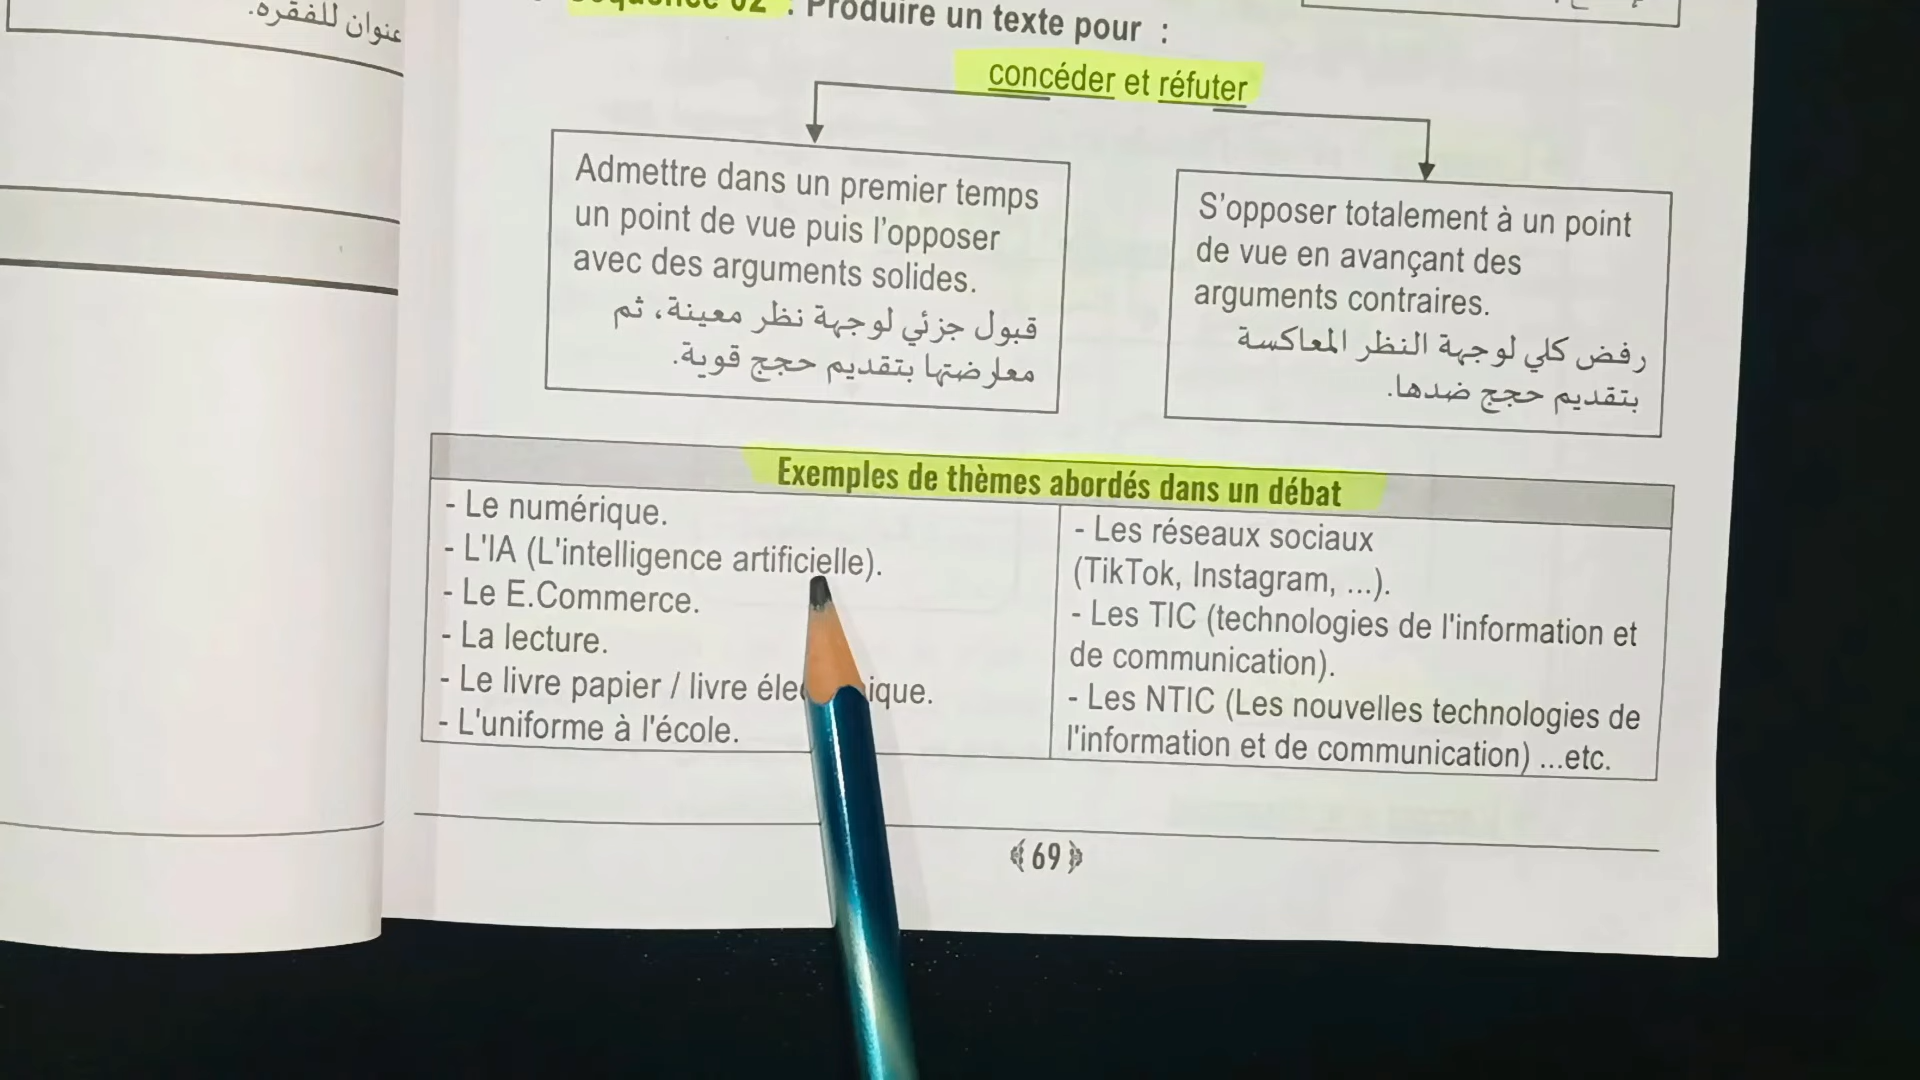 عنوان للفقرة.
Séquence 02 : Produire un texte pour :
concéder et réfuter
Admettre dans un premier temps
un point de vue puis l'opposer
avec des arguments solides.
قبول جزئي لوجهة نظر معينة، ثم
معارضتها بتقديم حجج قوية.
S'opposer totalement à un point
de vue en avançant des
arguments contraires.
رفض كلي لوجهة النظر المعاكسة
بتقديم حجج ضدها.
Exemples de thèmes abordés dans un débat
- Le numérique.
- L'IA (L'intelligence artificielle).
- Le E.Commerce.
- La lecture.
- Le livre papier / livre électronique.
- L'uniforme à l'école.
- Les réseaux sociaux
(TikTok, Instagram, ...).
- Les TIC (technologies de l'information et
de communication).
- Les NTIC (Les nouvelles technologies de
l'information et de communication) ...etc.
69